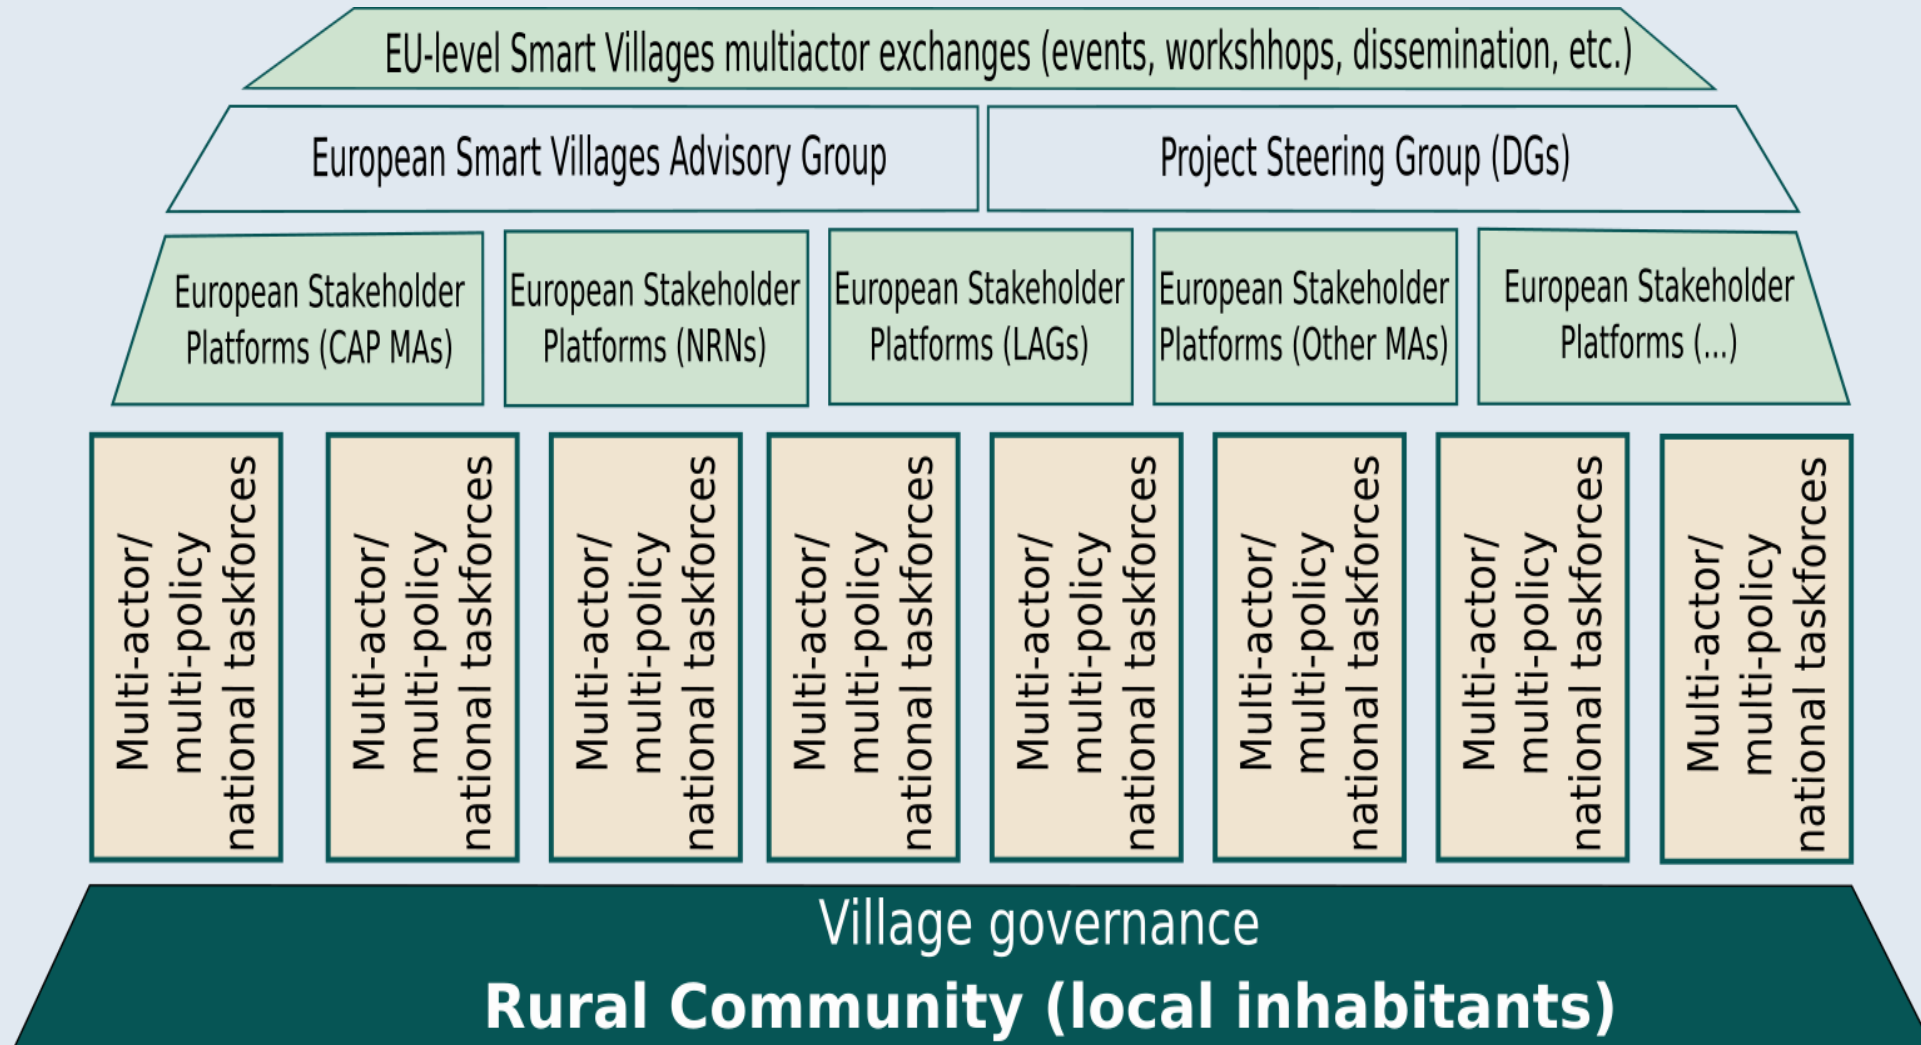 EU-level Smart Villages multiactor exchanges (events, workshhops, dissemination, etc.)
European Smart Villages Advisory Group
Project Steering Group (DGs)
European Stakeholder
Platforms (CAP MAs)
European Stakeholder
Platforms (NRNs)
European Stakeholder
Platforms (LAGs)
European Stakeholder
Platforms (Other MAs)
European Stakeholder
Platforms (...)
Multi-actor/
multi-policy
national taskforces
Multi-actor/
multi-policy
national taskforces
Multi-actor/
multi-policy
national taskforces
Multi-actor/
multi-policy
national taskforces
Multi-actor/
multi-policy
national taskforces
Multi-actor/
multi-policy
national taskforces
Multi-actor/
multi-policy
national taskforces
Multi-actor/
multi-policy
national taskforces
Village governance
Rural Community (local inhabitants)